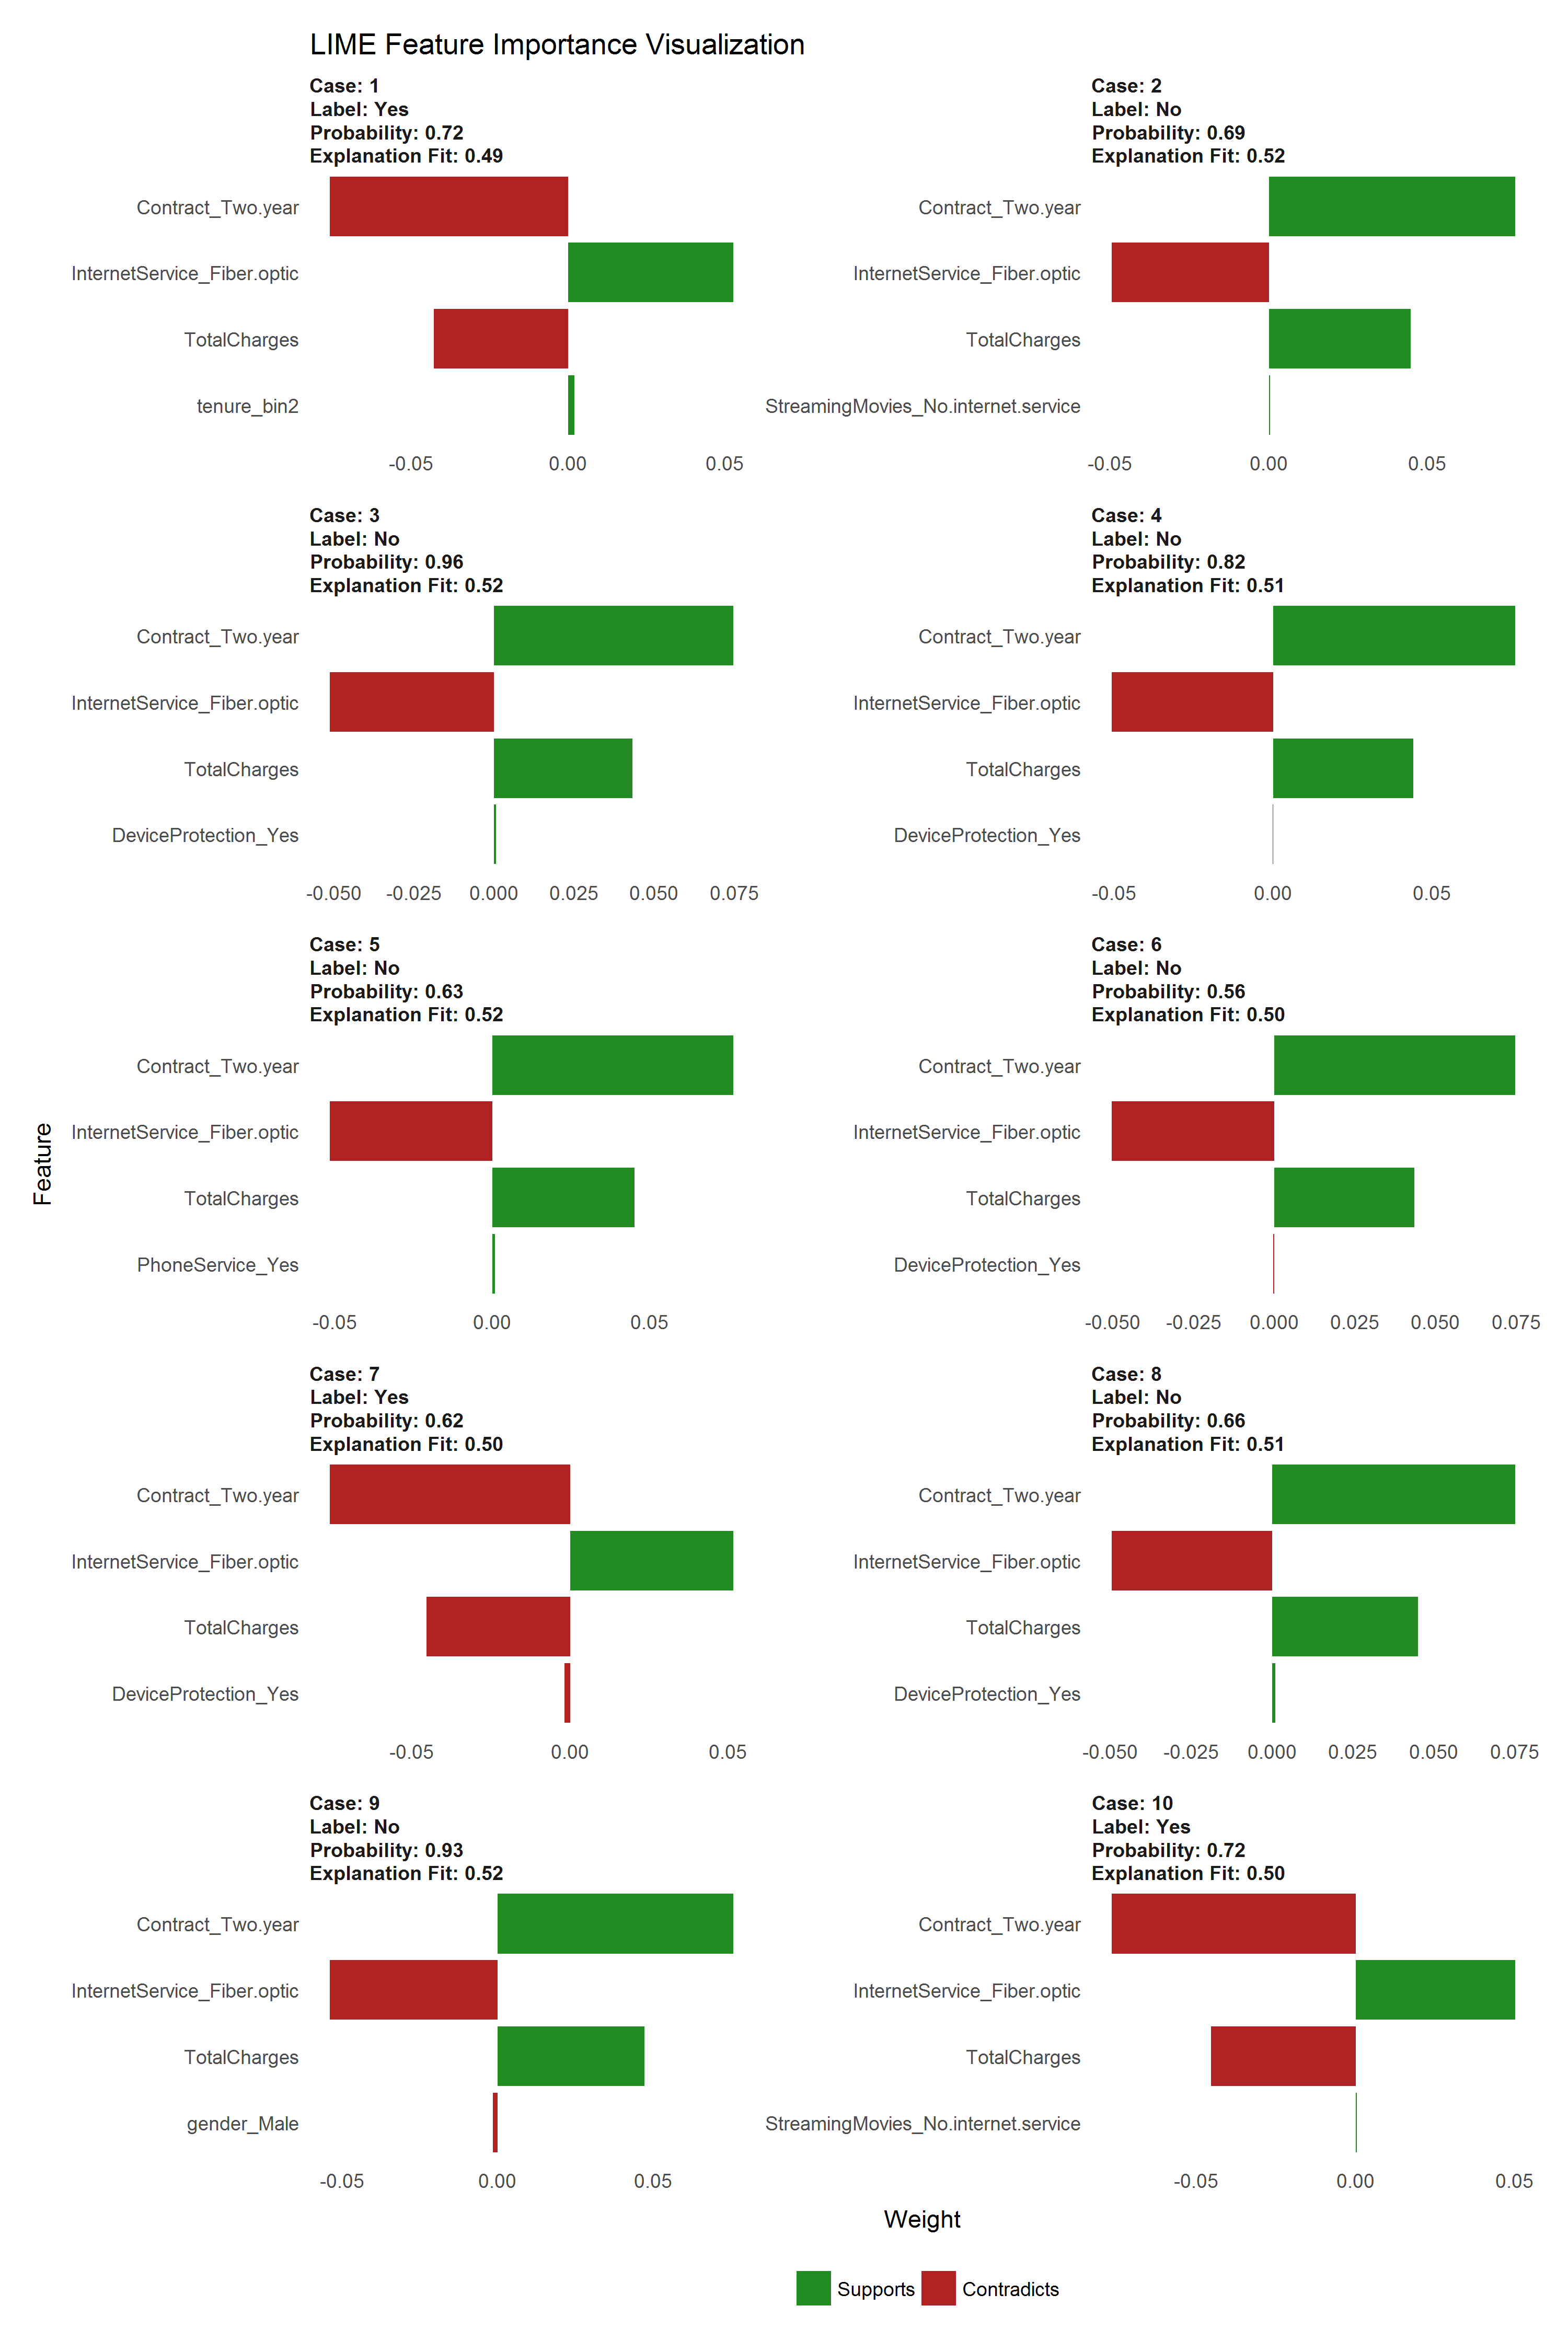 LIME Feature Importance Visualization
Case: 1
Label: Yes
Probability: 0.72
Explanation Fit: 0.49
Contract_Two.year
InternetService_Fiber.optic
TotalCharges
tenure_bin2
-0.05 0.00 0.05
Case: 2
Label: No
Probability: 0.69
Explanation Fit: 0.52
Contract_Two.year
InternetService_Fiber.optic
TotalCharges
StreamingMovies_No.internet.service
-0.05 0.00 0.05
Case: 3
Label: No
Probability: 0.96
Explanation Fit: 0.52
Contract_Two.year
InternetService_Fiber.optic
TotalCharges
DeviceProtection_Yes
-0.050 -0.025 0.000 0.025 0.050 0.075
Case: 4
Label: No
Probability: 0.82
Explanation Fit: 0.51
Contract_Two.year
InternetService_Fiber.optic
TotalCharges
DeviceProtection_Yes
-0.05 0.00 0.05
Case: 5
Label: No
Probability: 0.63
Explanation Fit: 0.52
Contract_Two.year
InternetService_Fiber.optic
TotalCharges
PhoneService_Yes
-0.05 0.00 0.05
Case: 6
Label: No
Probability: 0.56
Explanation Fit: 0.50
Contract_Two.year
InternetService_Fiber.optic
TotalCharges
DeviceProtection_Yes
-0.050 -0.025 0.000 0.025 0.050 0.075
Feature
Case: 7
Label: Yes
Probability: 0.62
Explanation Fit: 0.50
Contract_Two.year
InternetService_Fiber.optic
TotalCharges
DeviceProtection_Yes
-0.05 0.00 0.05
Case: 8
Label: No
Probability: 0.66
Explanation Fit: 0.51
Contract_Two.year
InternetService_Fiber.optic
TotalCharges
DeviceProtection_Yes
-0.050 -0.025 0.000 0.025 0.050 0.075
Case: 9
Label: No
Probability: 0.93
Explanation Fit: 0.52
Contract_Two.year
InternetService_Fiber.optic
TotalCharges
gender_Male
-0.05 0.00 0.05
Case: 10
Label: Yes
Probability: 0.72
Explanation Fit: 0.50
Contract_Two.year
InternetService_Fiber.optic
TotalCharges
StreamingMovies_No.internet.service
-0.05 0.00 0.05
Weight
Supports Contradicts